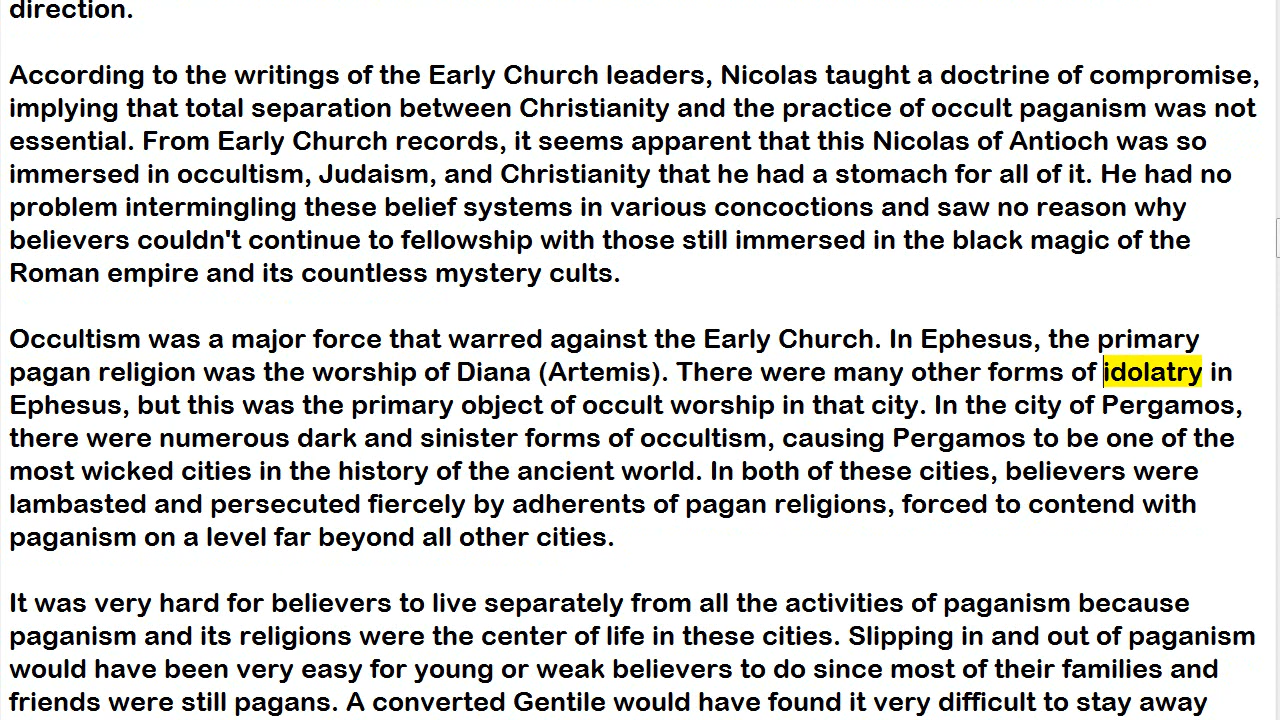 direction.
According to the writings of the Early Church leaders, Nicolas taught a doctrine of compromise,
implying that total separation between Christianity and the practice of occult paganism was not
essential. From Early Church records, it seems apparent that this Nicolas of Antioch was so
immersed in occultism, Judaism, and Christianity that he had a stomach for all of it. He had no
problem intermingling these belief systems in various concoctions and saw no reason why
believers couldn't continue to fellowship with those still immersed in the black magic of the
Roman empire and its countless mystery cults.
Occultism was a major force that warred against the Early Church. In Ephesus, the primary
pagan religion was the worship of Diana (Artemis). There were many other forms of idolatry in
Ephesus, but this was the primary object of occult worship in that city. In the city of Pergamos,
there were numerous dark and sinister forms of occultism, causing Pergamos to be one of the
most wicked cities in the history of the ancient world. In both of these cities, believers were
lambasted and persecuted fiercely by adherents of pagan religions, forced to contend with
paganism on a level far beyond all other cities.
It was very hard for believers to live separately from all the activities of paganism because
paganism and its religions were the center of life in these cities. Slipping in and out of paganism
would have been very easy for young or weak believers to do since most of their families and
friends were still pagans. A converted Gentile would have found it very difficult to stay away